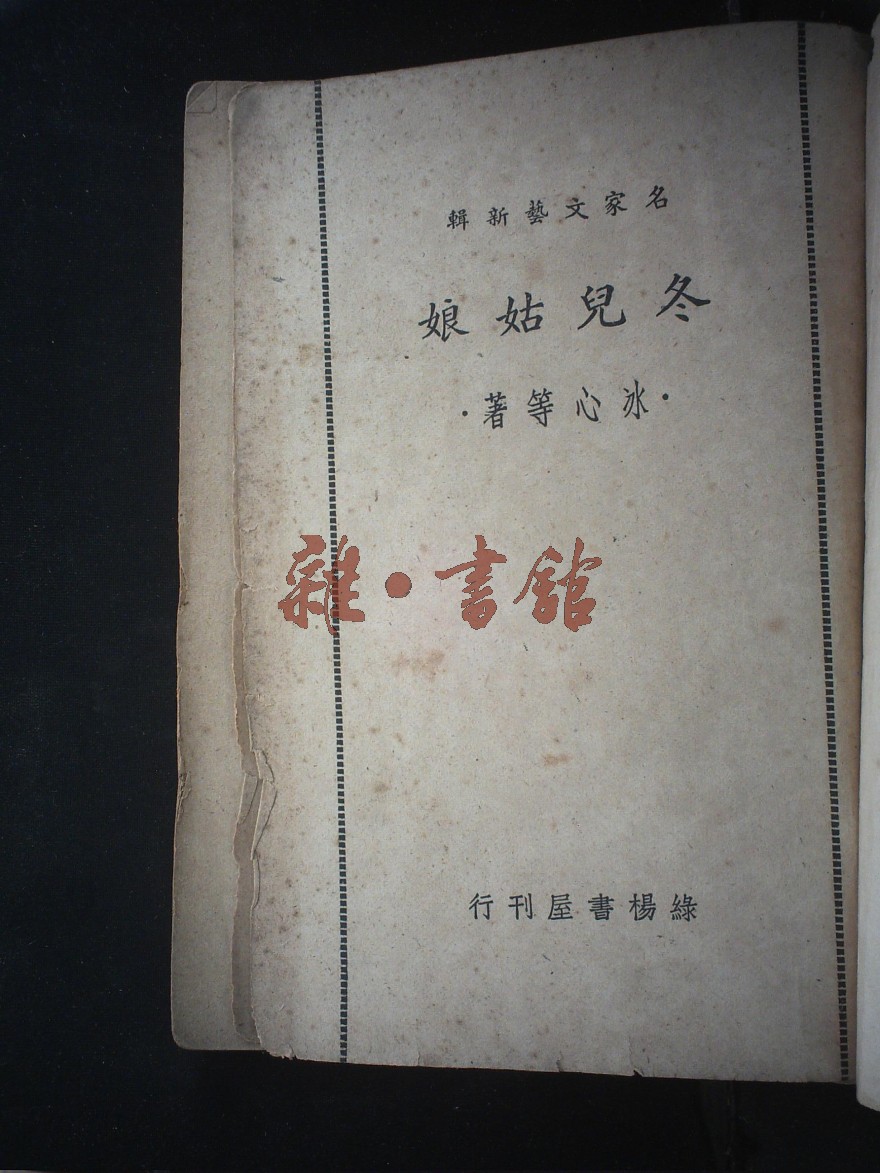 名家文藝新輯
冬兒姑娘
·冰心等著·
雜·書館
綠楊書屋刊行